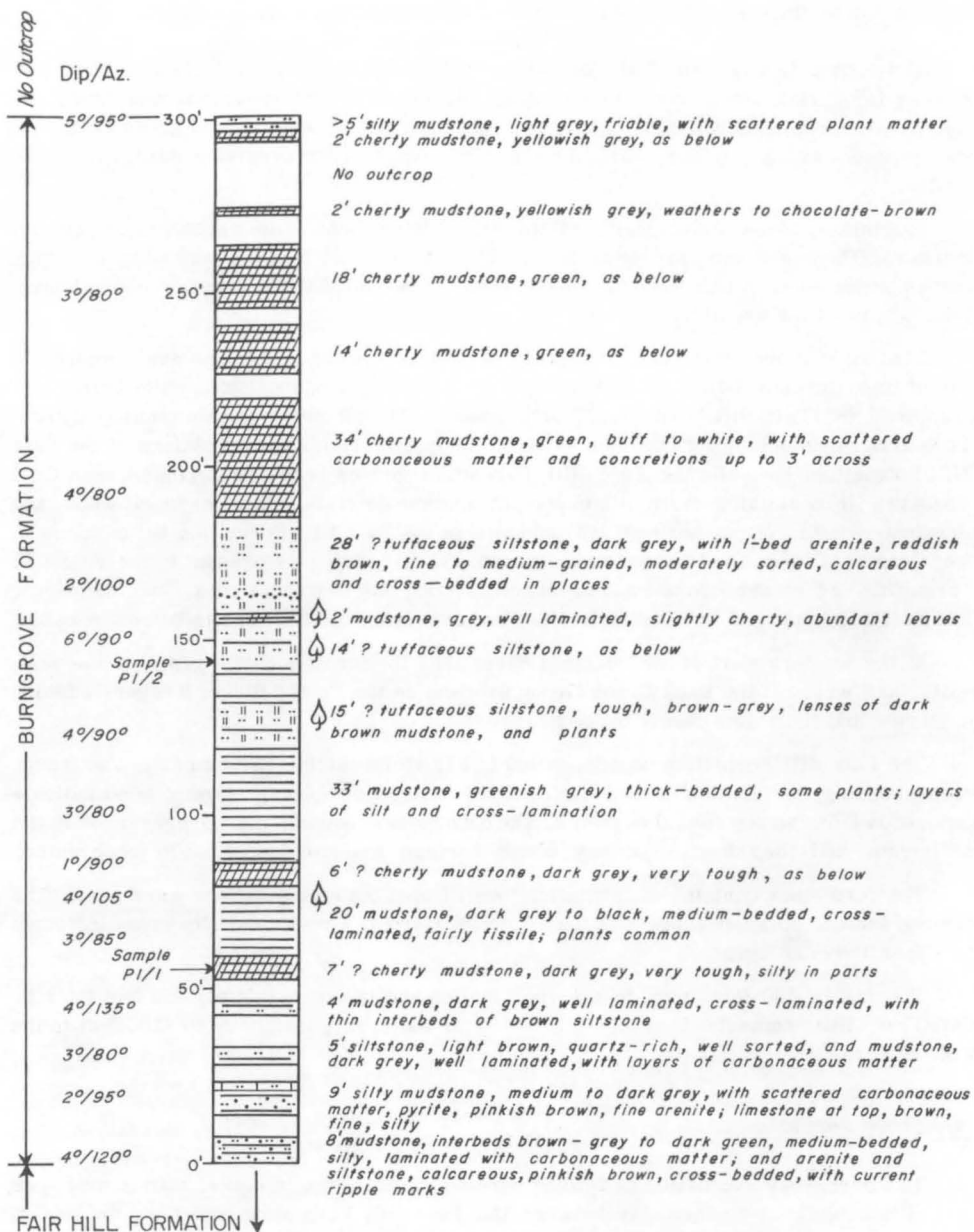 No Outcrop
Dip/Az.
5°/95°
300'
>5' silty mudstone, light grey, friable, with scattered plant matter
2' cherty mudstone, yellowish grey, as below
No outcrop
2' cherty mudstone, yellowish grey, weathers to chocolate-brown
18' cherty mudstone, green, as below
3°/80°
250'
14' cherty mudstone, green, as below
34' cherty mudstone, green, buff to white, with scattered
carbonaceous matter and concretions up to 3' across
200'
4°/80°
28' ? tuffaceous siltstone, dark grey, with 1'-bed arenite, reddish
brown, fine to medium-grained, moderately sorted, calcareous
and cross-bedded in places
2°/100°
2' mudstone, grey, well laminated, slightly cherty, abundant leaves
6°/90°
150'
14' ? tuffaceous siltstone, as below
Sample
P1/2
15' ? tuffaceous siltstone, tough, brown-grey, lenses of dark
brown mudstone, and plants
4°/90°
33' mudstone, greenish grey, thick-bedded, some plants; layers
of silt and cross-lamination
3°/80°
100'
1°/90°
6' ? cherty mudstone, dark grey, very tough, as below
4°/105°
20' mudstone, dark grey to black, medium-bedded, cross-
laminated, fairly fissile; plants common
3°/85°
Sample
P1/1
7' ? cherty mudstone, dark grey, very tough, silty in parts
50'
4°/135°
4' mudstone, dark grey, well laminated, cross-laminated, with
thin interbeds of brown siltstone
3°/80°
5' siltstone, light brown, quartz-rich, well sorted, and mudstone,
dark grey, well laminated, with layers of carbonaceous matter
2°/95°
9' silty mudstone, medium to dark grey, with scattered carbonaceous
matter, pyrite, pinkish brown, fine arenite; limestone at top, brown,
fine, silty
4°/120°
0'
8' mudstone, interbeds brown-grey to dark green, medium-bedded,
silty, laminated with carbonaceous matter; and arenite and
siltstone, calcareous, pinkish brown, cross-bedded, with current
ripple marks
BURNGROVE FORMATION
FAIR HILL FORMATION